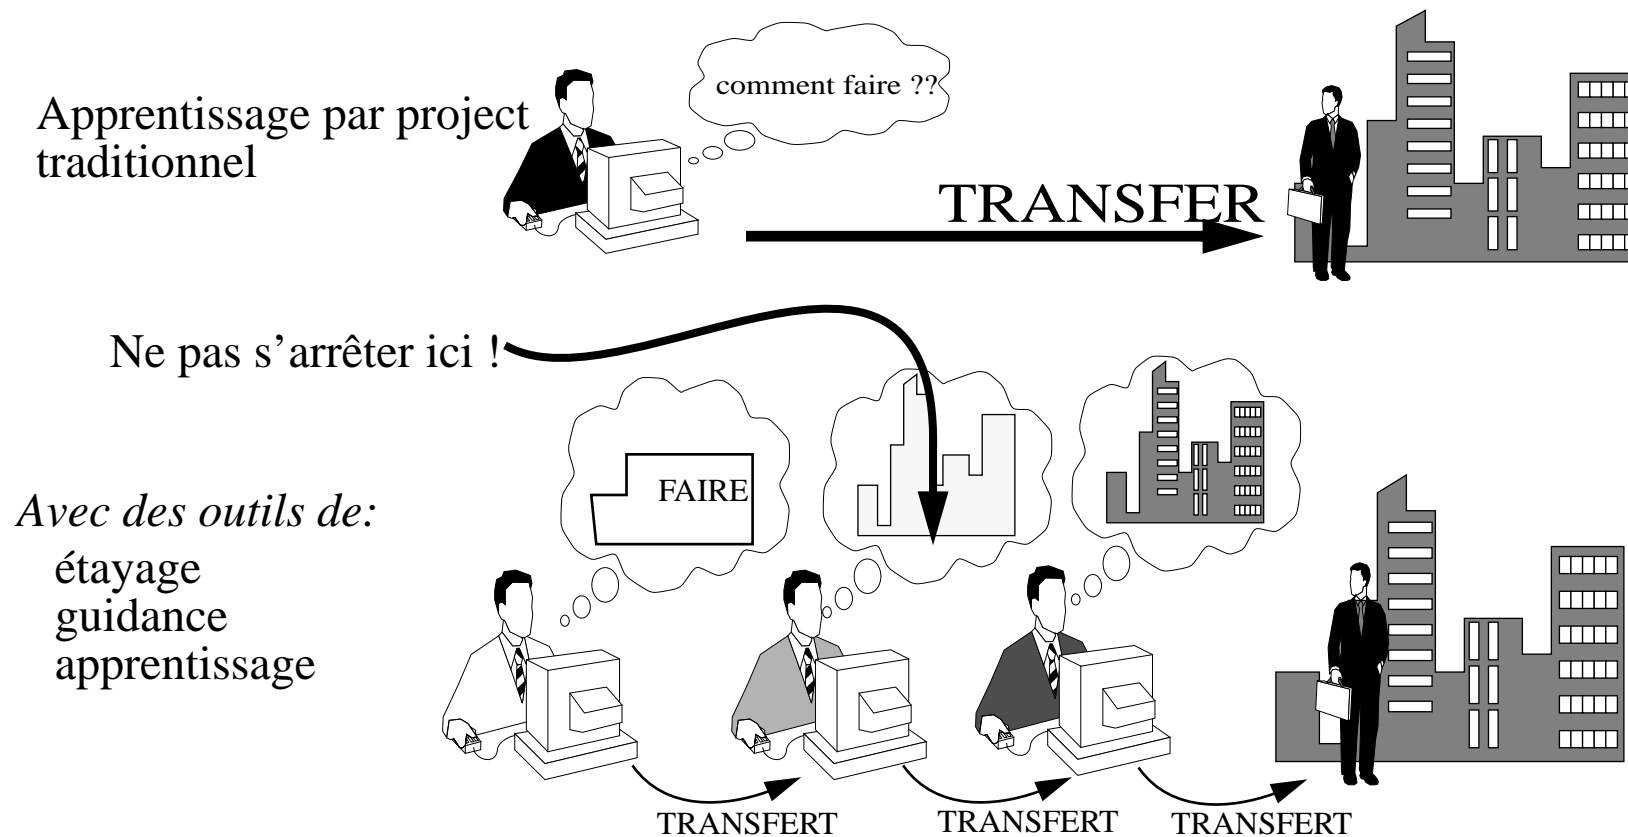 Apprentissage par project
traditionnel
comment faire ??
TRANSFER
Ne pas s’arrêter ici !
FAIRE
Avec des outils de:
étayage
guidance
apprentissage
TRANSFERT
TRANSFERT
TRANSFERT